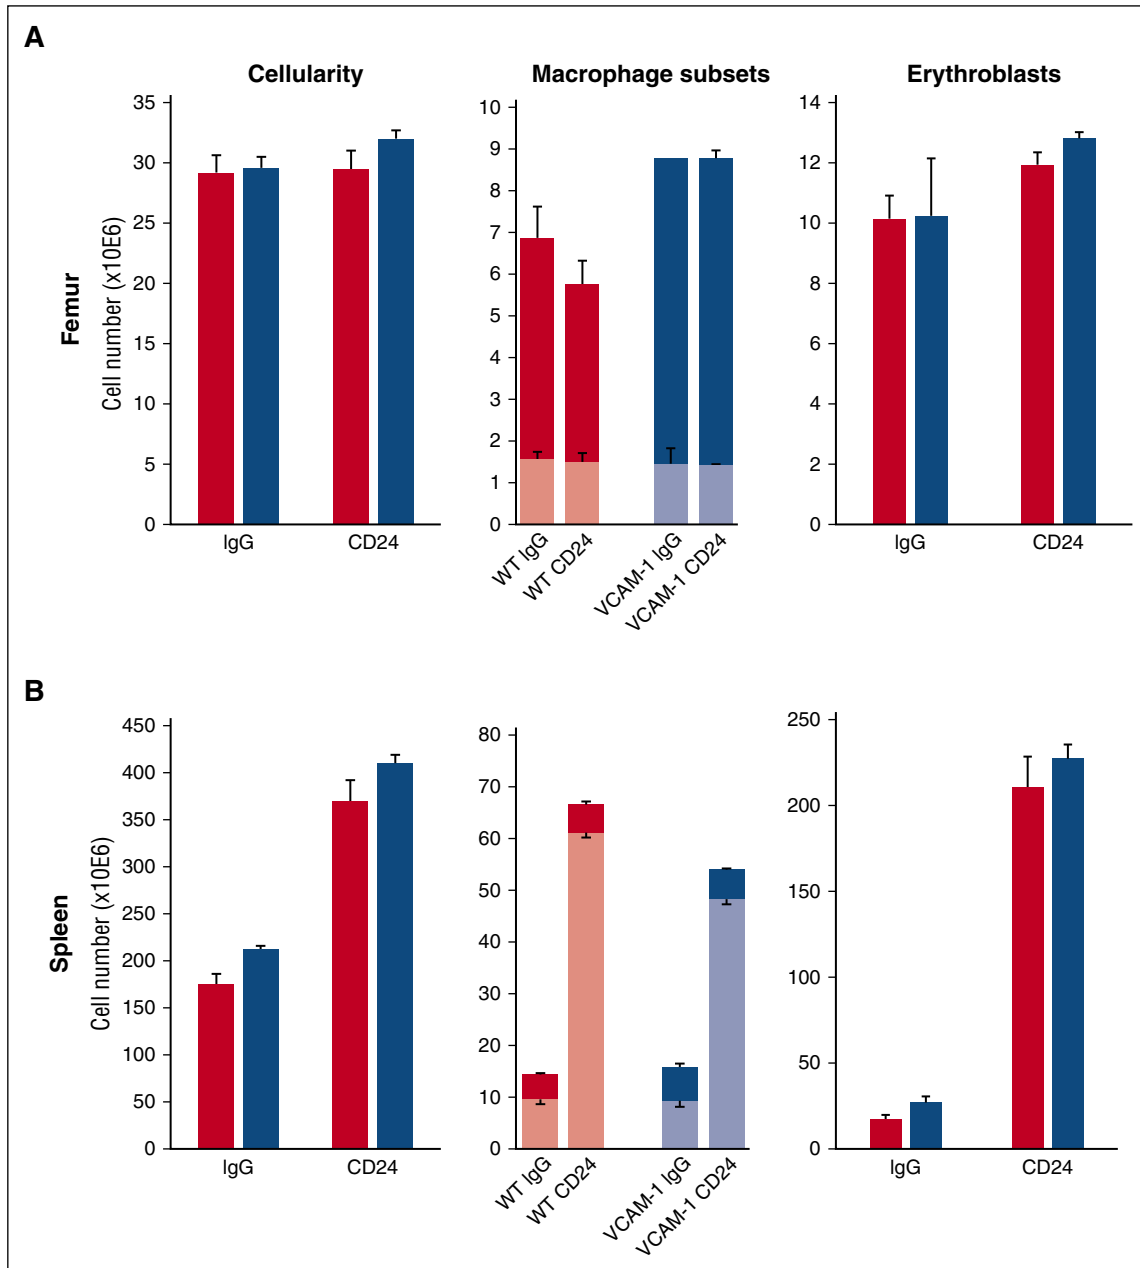 A
Cellularity
Macrophage subsets
Erythroblasts
Femur
Cell number (x10E6)
35
30
25
20
15
10
5
0
IgG
CD24
10
9
8
7
6
5
4
3
2
1
0
WT IgG
WT CD24
VCAM-1 IgG
VCAM-1 CD24
14
12
10
8
6
4
2
0
IgG
CD24
B
Spleen
Cell number (x10E6)
450
400
350
300
250
200
150
100
50
0
IgG
CD24
80
70
60
50
40
30
20
10
0
WT IgG
WT CD24
VCAM-1 IgG
VCAM-1 CD24
250
200
150
100
50
0
IgG
CD24